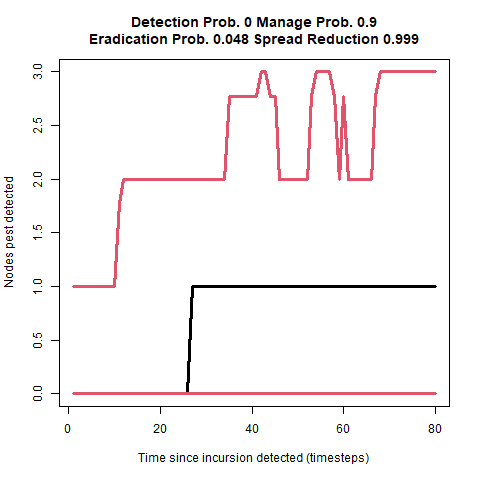 Detection Prob. 0 Manage Prob. 0.9
Eradication Prob. 0.048 Spread Reduction 0.999
Nodes pest detected
3.0
2.5
2.0
1.5
1.0
0.5
0.0
0 20 40 60 80
Time since incursion detected (timesteps)